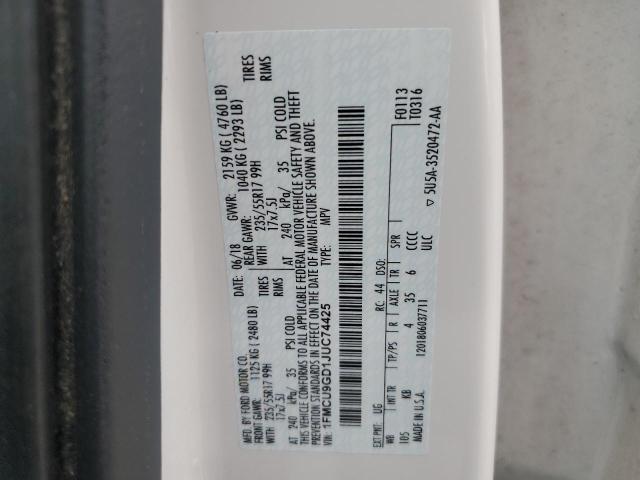 MFD. BY FORD MOTOR CO.
DATE: 06/18 GVWR: 2159 KG ( 4760 LB)
FRONT GAWR: 1125 KG ( 2480 LB) REAR GAWR: 1040 KG ( 2293 LB)
WITH 235/55R17 99H TIRES WITH 235/55R17 99H TIRES
17x7.5J RIMS 17x7.5J RIMS
AT 240 kPa/ 35 PSI COLD AT 240 kPa/ 35 PSI COLD
THIS VEHICLE CONFORMS TO ALL APPLICABLE FEDERAL MOTOR VEHICLE SAFETY AND THEFT
PREVENTION STANDARDS IN EFFECT ON THE DATE OF MANUFACTURE SHOWN ABOVE.
VIN: 1FMCU9GD1JUC74425 TYPE: MPV
F0113
T0316
EXT PNT: UG RC: 44 DSO:
WB INT TR TP/PS R AXLE TR SPR
105 KB 4 35 6 CCCC
ULC
MADE IN U.S.A. 1201806037711 ▽ 5U5A-3520472-AA